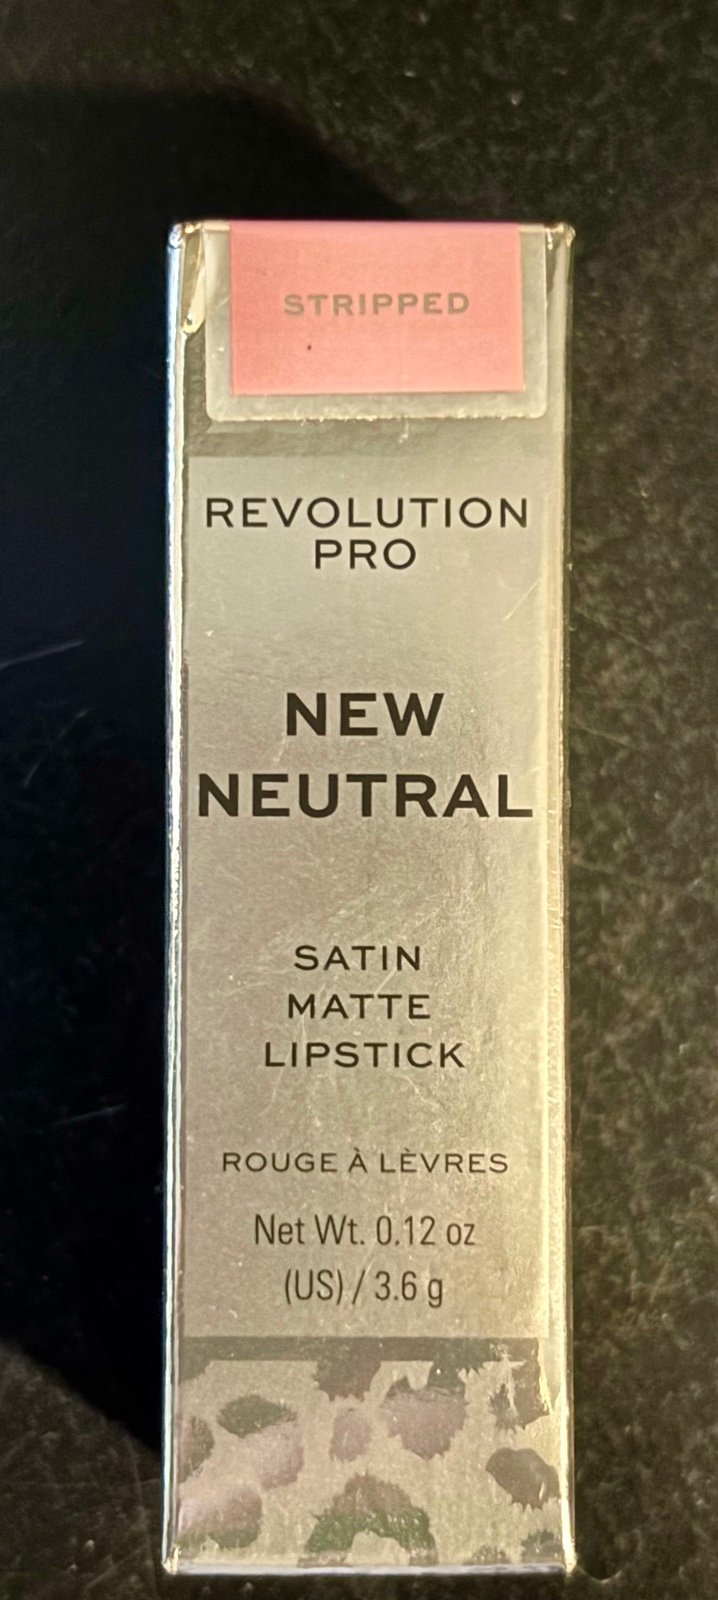 STRIPPED
REVOLUTION
PRO
NEW
NEUTRAL
SATIN
MATTE
LIPSTICK
ROUGE À LÈVRES
Net Wt. 0.12 oz
(US) / 3.6 g